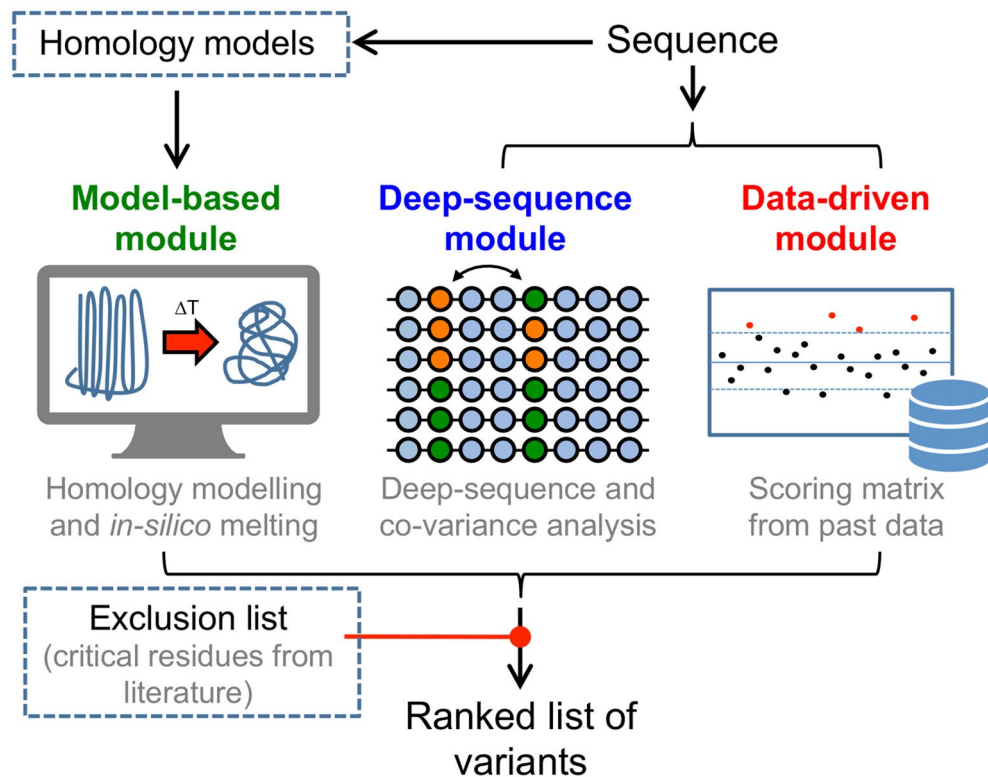 Homology models
Sequence
Model-based
module
Deep-sequence
module
Data-driven
module
ΔT
Homology modelling
and in-silico melting
Deep-sequence and
co-variance analysis
Scoring matrix
from past data
Exclusion list
(critical residues from
literature)
Ranked list of
variants